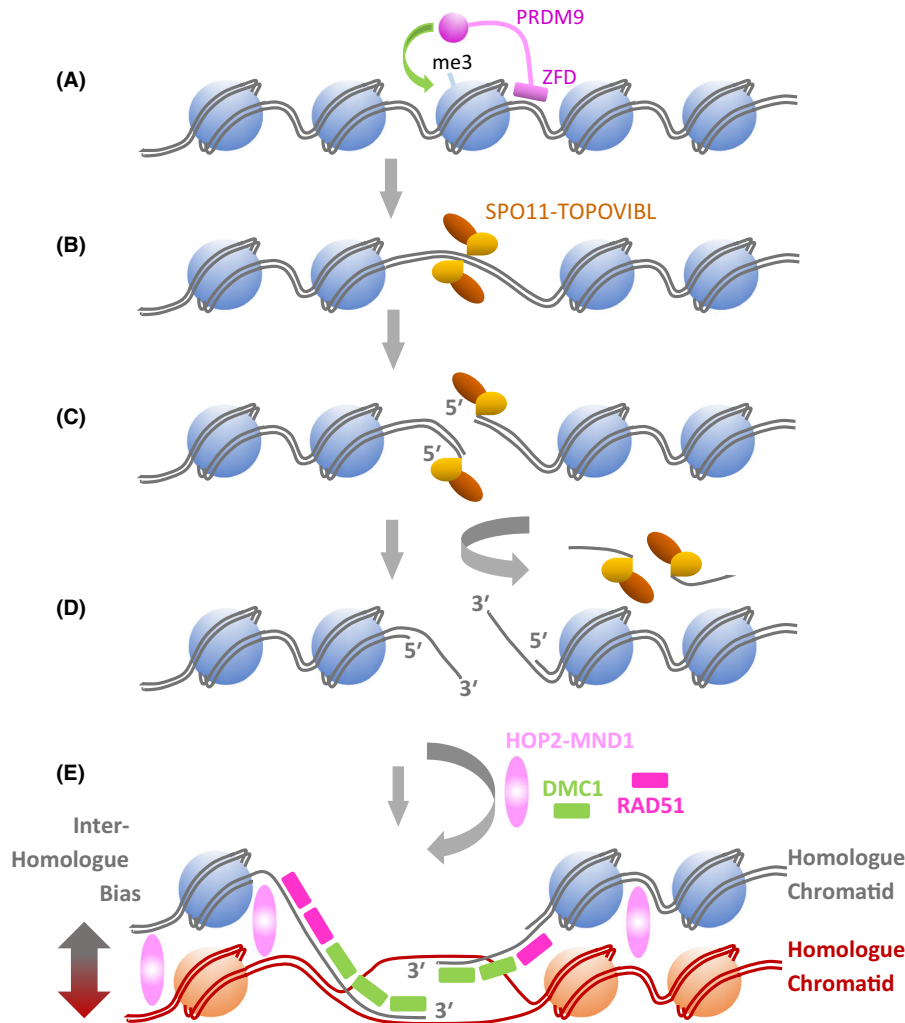 PRDM9
(A)
me3
ZFD
SPO11-TOPOVIBL
(B)
5′
(C)
5′
(D)
3′
5′
5′
3′
HOP2-MND1
(E)
DMC1
RAD51
Inter-
Homologue
Bias
Homologue
Chromatid
3′
Homologue
Chromatid
3′